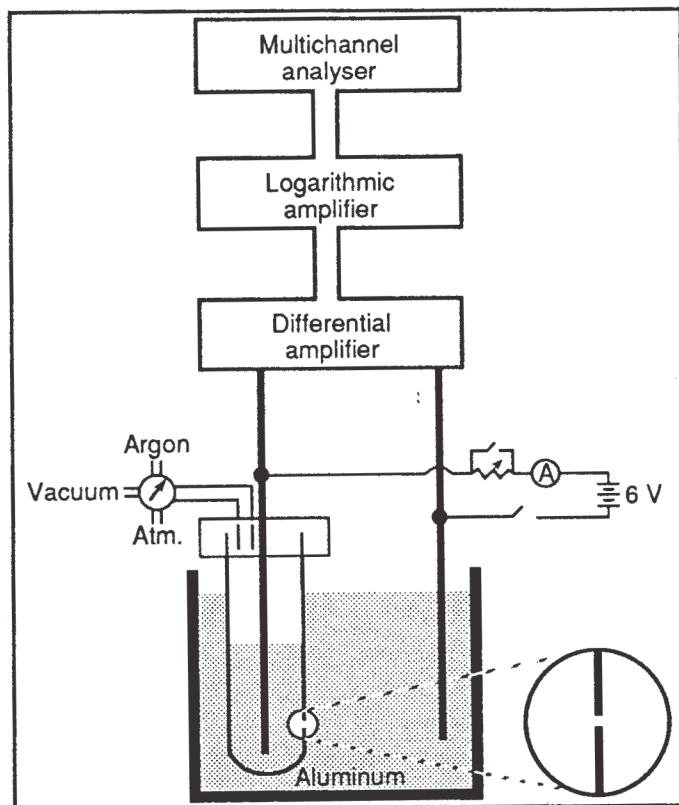 Multichannel
analyser
Logarithmic
amplifier
Differential
amplifier
Argon
Vacuum
Atm.
A
6 V
Aluminum